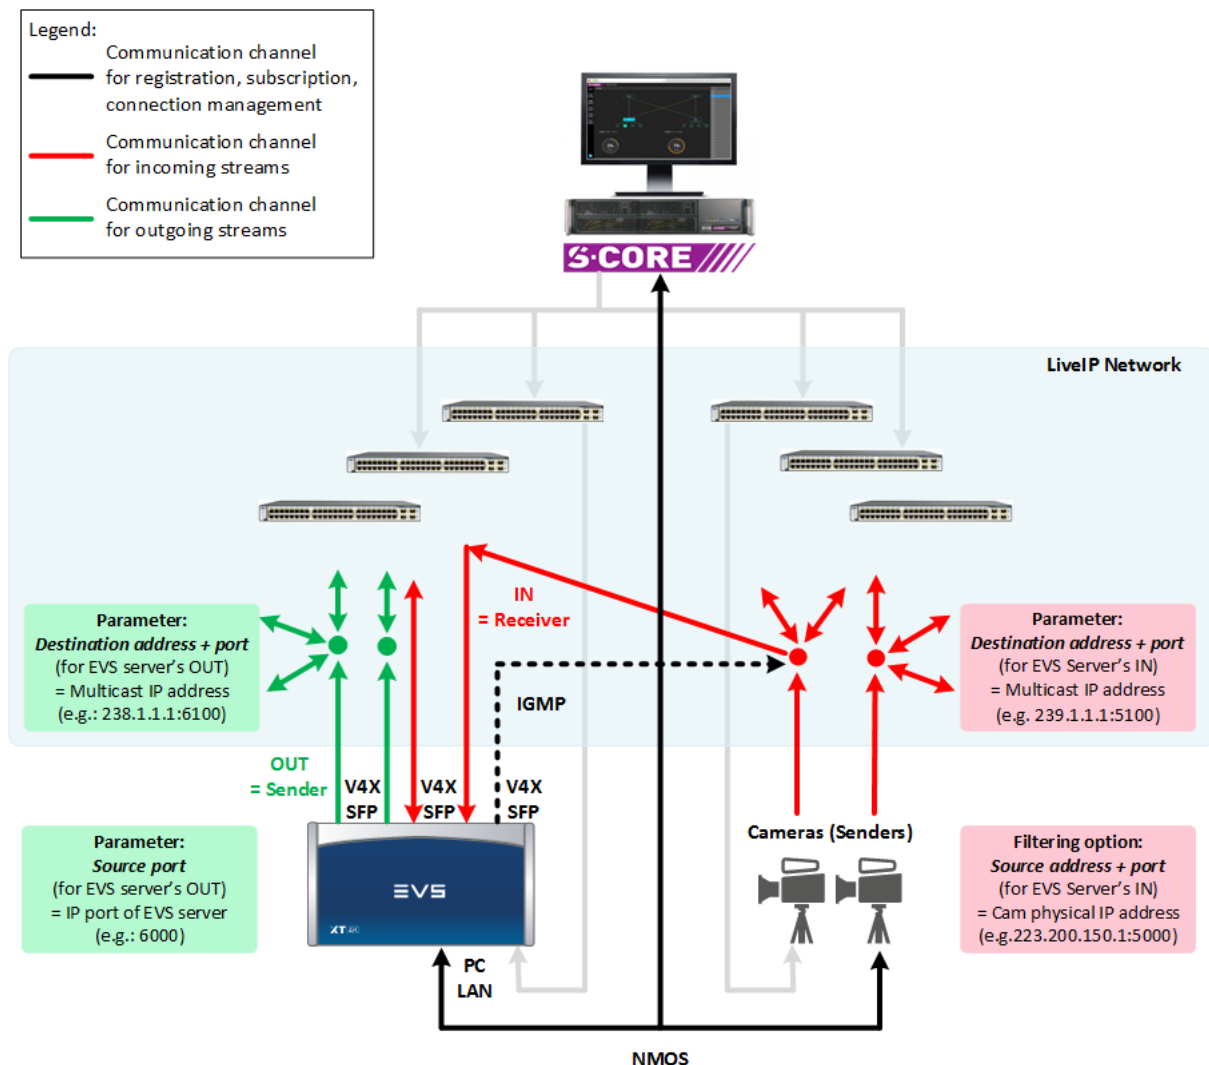 Legend:
Communication channel
for registration, subscription,
connection management
Communication channel
for incoming streams
Communication channel
for outgoing streams
S-CORE
LiveIP Network
IN
= Receiver
Parameter:
Destination address + port
(for EVS server's OUT)
= Multicast IP address
(e.g.: 238.1.1.1:6100)
Parameter:
Destination address + port
(for EVS Server's IN)
= Multicast IP address
(e.g. 239.1.1.1:5100)
IGMP
OUT
= Sender
V4X
SFP
V4X
SFP
V4X
SFP
Cameras (Senders)
Parameter:
Source port
(for EVS server's OUT)
= IP port of EVS server
(e.g.: 6000)
EVS
XT4K
Filtering option:
Source address + port
(for EVS Server's IN)
= Cam physical IP address
(e.g.223.200.150.1:5000)
PC
LAN
NMOS